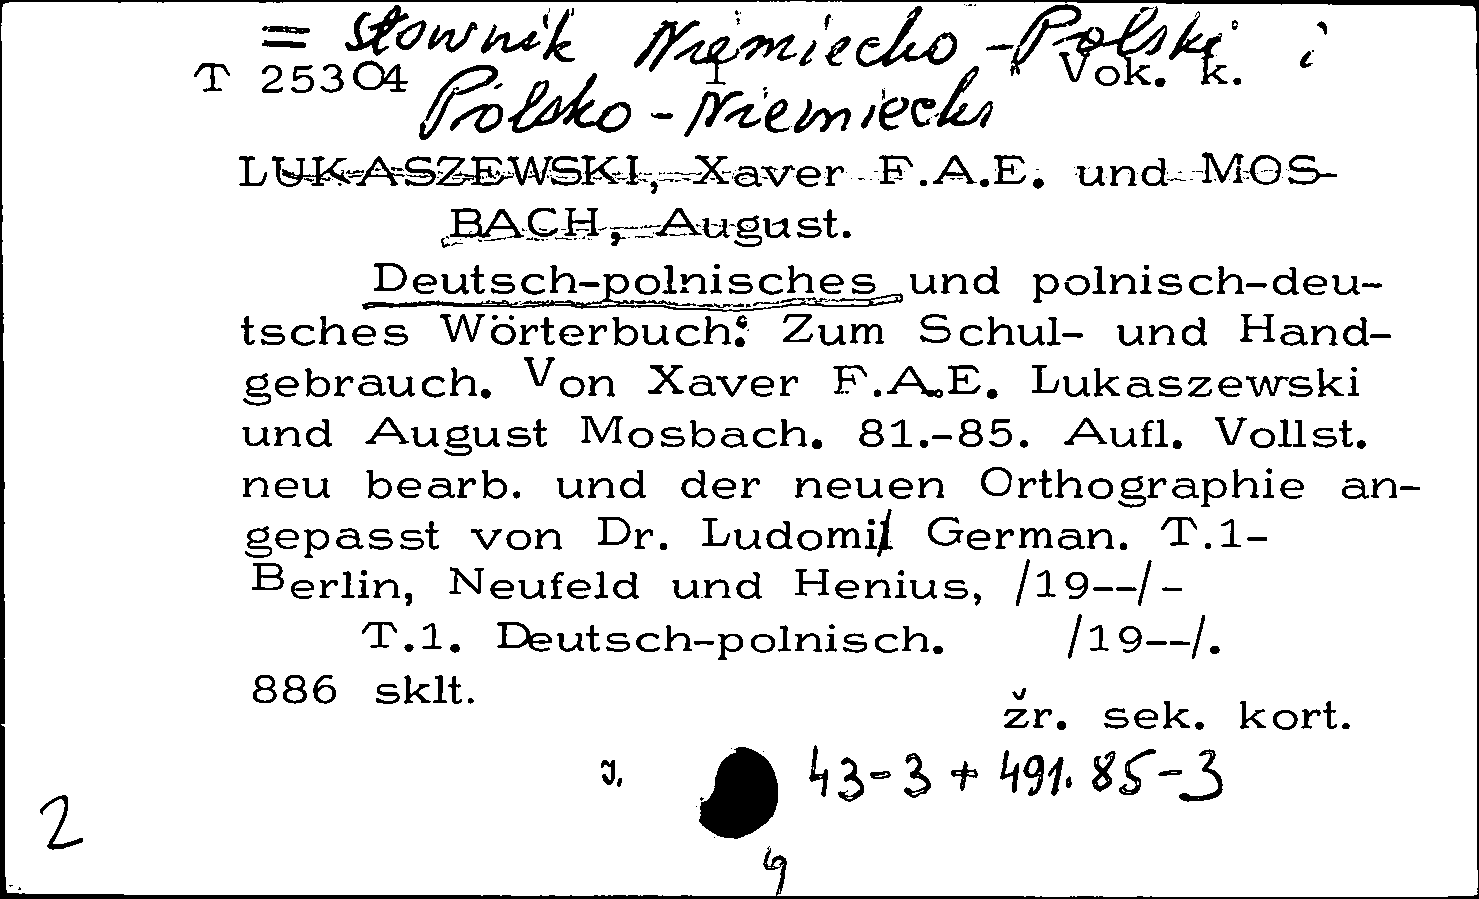 = Słownik Niemiecko-Polski i
T 25304 Vok. k.
Polsko-Niemiecki
LUKASZEWSKI, Xaver F.A.E. und MOS-
BACH, August.
Deutsch-polnisches und polnisch-deu-
tsches Wörterbuch: Zum Schul- und Hand-
gebrauch. Von Xaver F.A.E. Lukaszewski
und August Mosbach. 81.-85. Aufl. Vollst.
neu bearb. und der neuen Orthographie an-
gepasst von Dr. Ludomil German. T.1-
Berlin, Neufeld und Henius, /19--/-
T.1. Deutsch-polnisch. /19--/.
886 sklt.
žr. sek. kort.
43-3 + 491.85-3
2